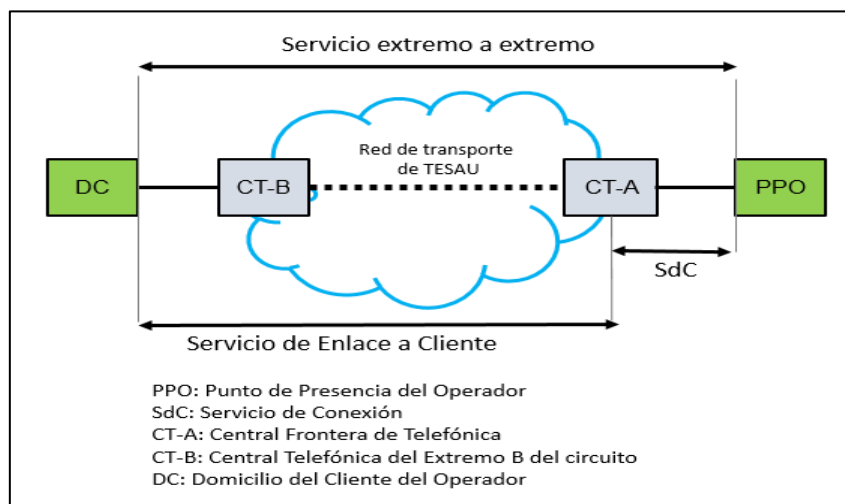 Servicio extremo a extremo
Red de transporte
de TESAU
DC
CT-B
CT-A
PPO
SdC
Servicio de Enlace a Cliente
PPO: Punto de Presencia del Operador
SdC: Servicio de Conexión
CT-A: Central Frontera de Telefónica
CT-B: Central Telefónica del Extremo B del circuito
DC: Domicilio del Cliente del Operador